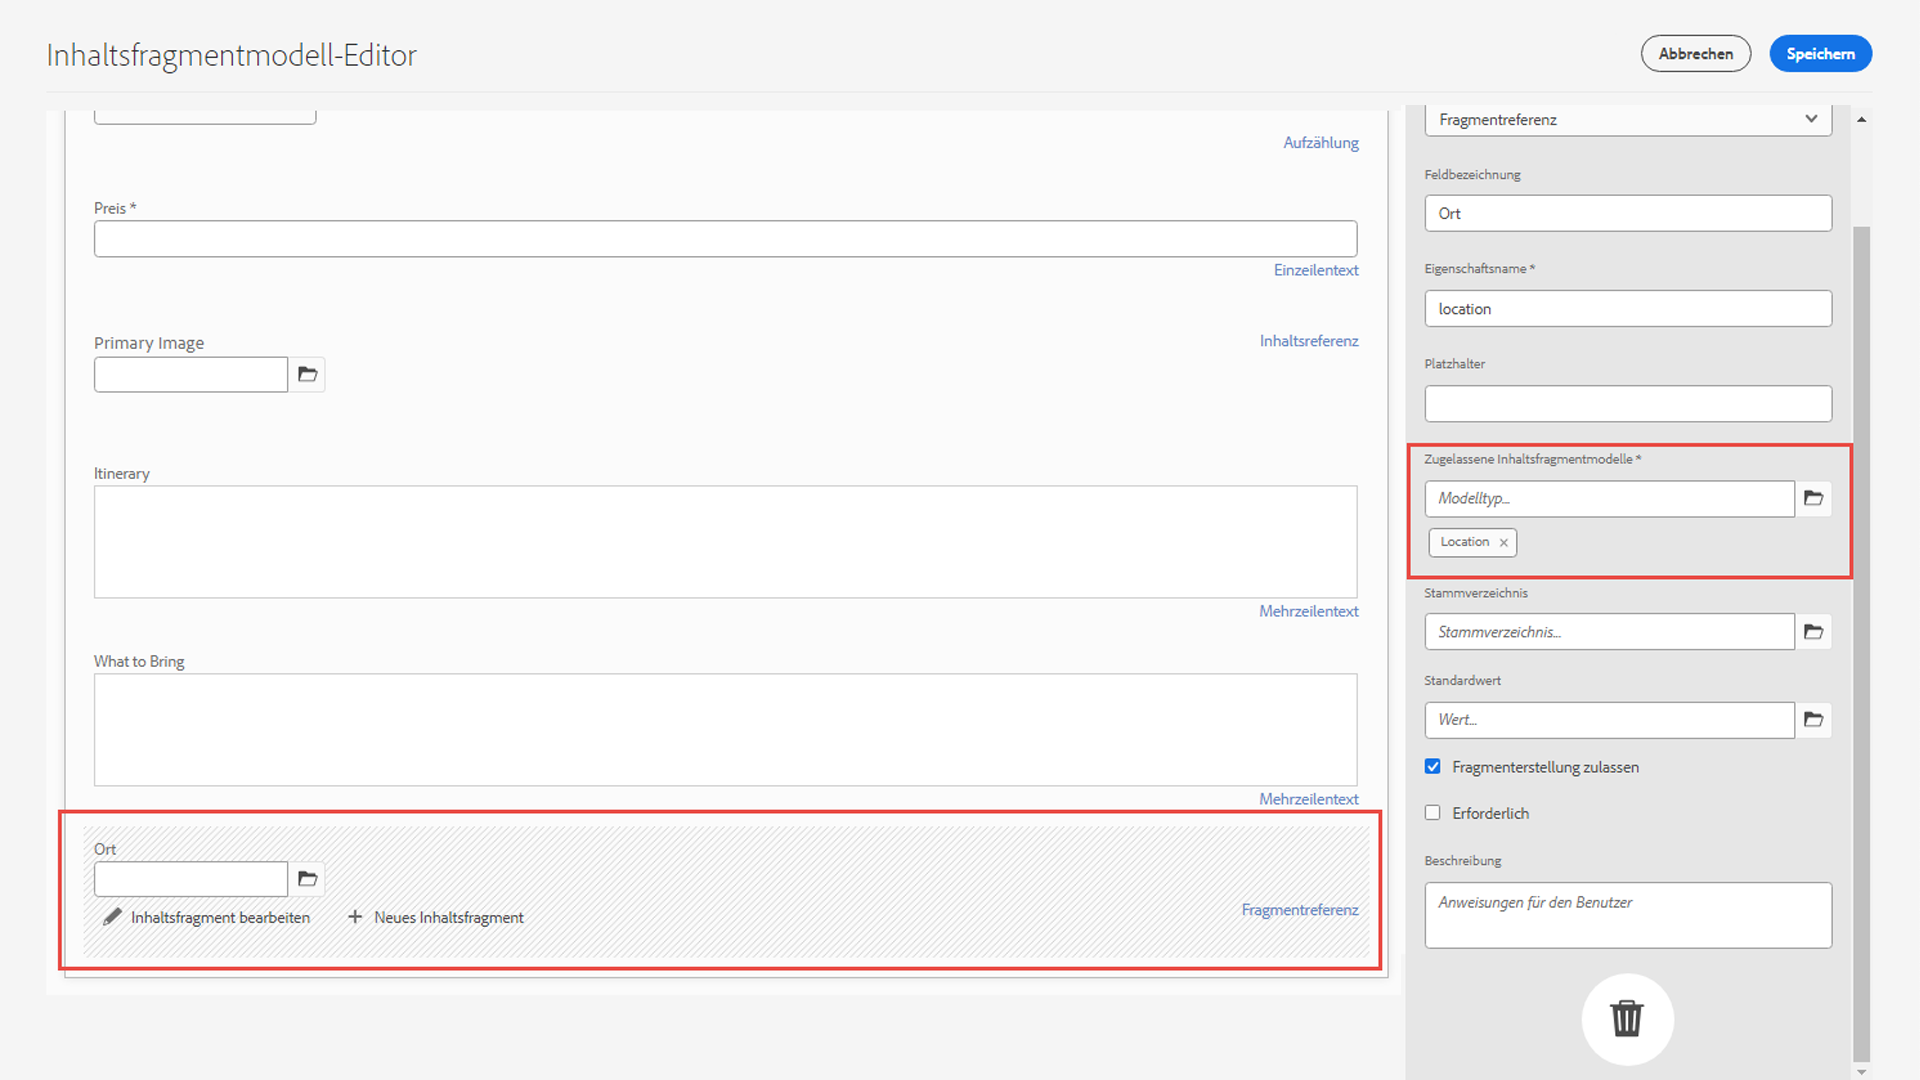 Inhaltsfragmentmodell-Editor
Abbrechen
Speichern
Aufzählung
Preis *
Einzeilentext
Primary Image
Inhaltsreferenz
Itinerary
Mehrzeilentext
What to Bring
Mehrzeilentext
Ort
Inhaltsfragment bearbeiten
Neues Inhaltsfragment
Fragmentreferenz
Fragmentreferenz
Feldbezeichnung
Ort
Eigenschaftsname *
location
Platzhalter
Zugelassene Inhaltsfragmentmodelle *
Modelltyp...
Location ×
Stammverzeichnis
Stammverzeichnis...
Standardwert
Wert...
Fragmenterstellung zulassen
Erforderlich
Beschreibung
Anweisungen für den Benutzer